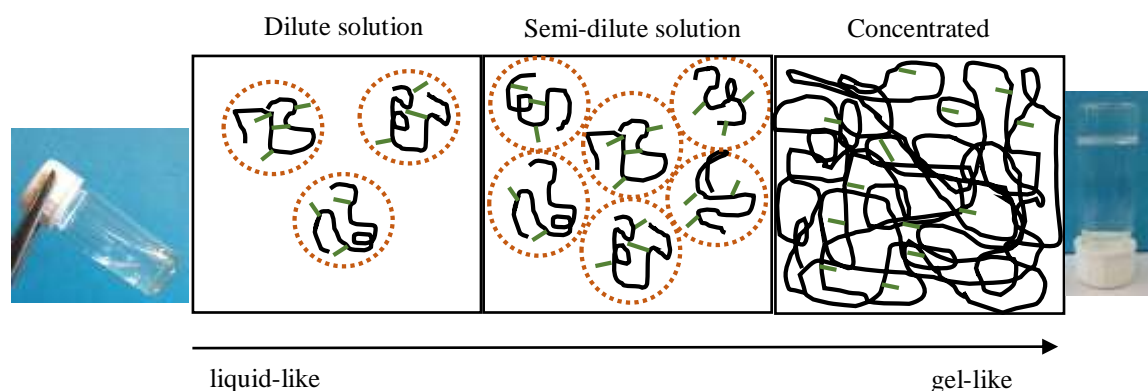 Dilute solution
Semi-dilute solution
Concentrated
liquid-like
gel-like